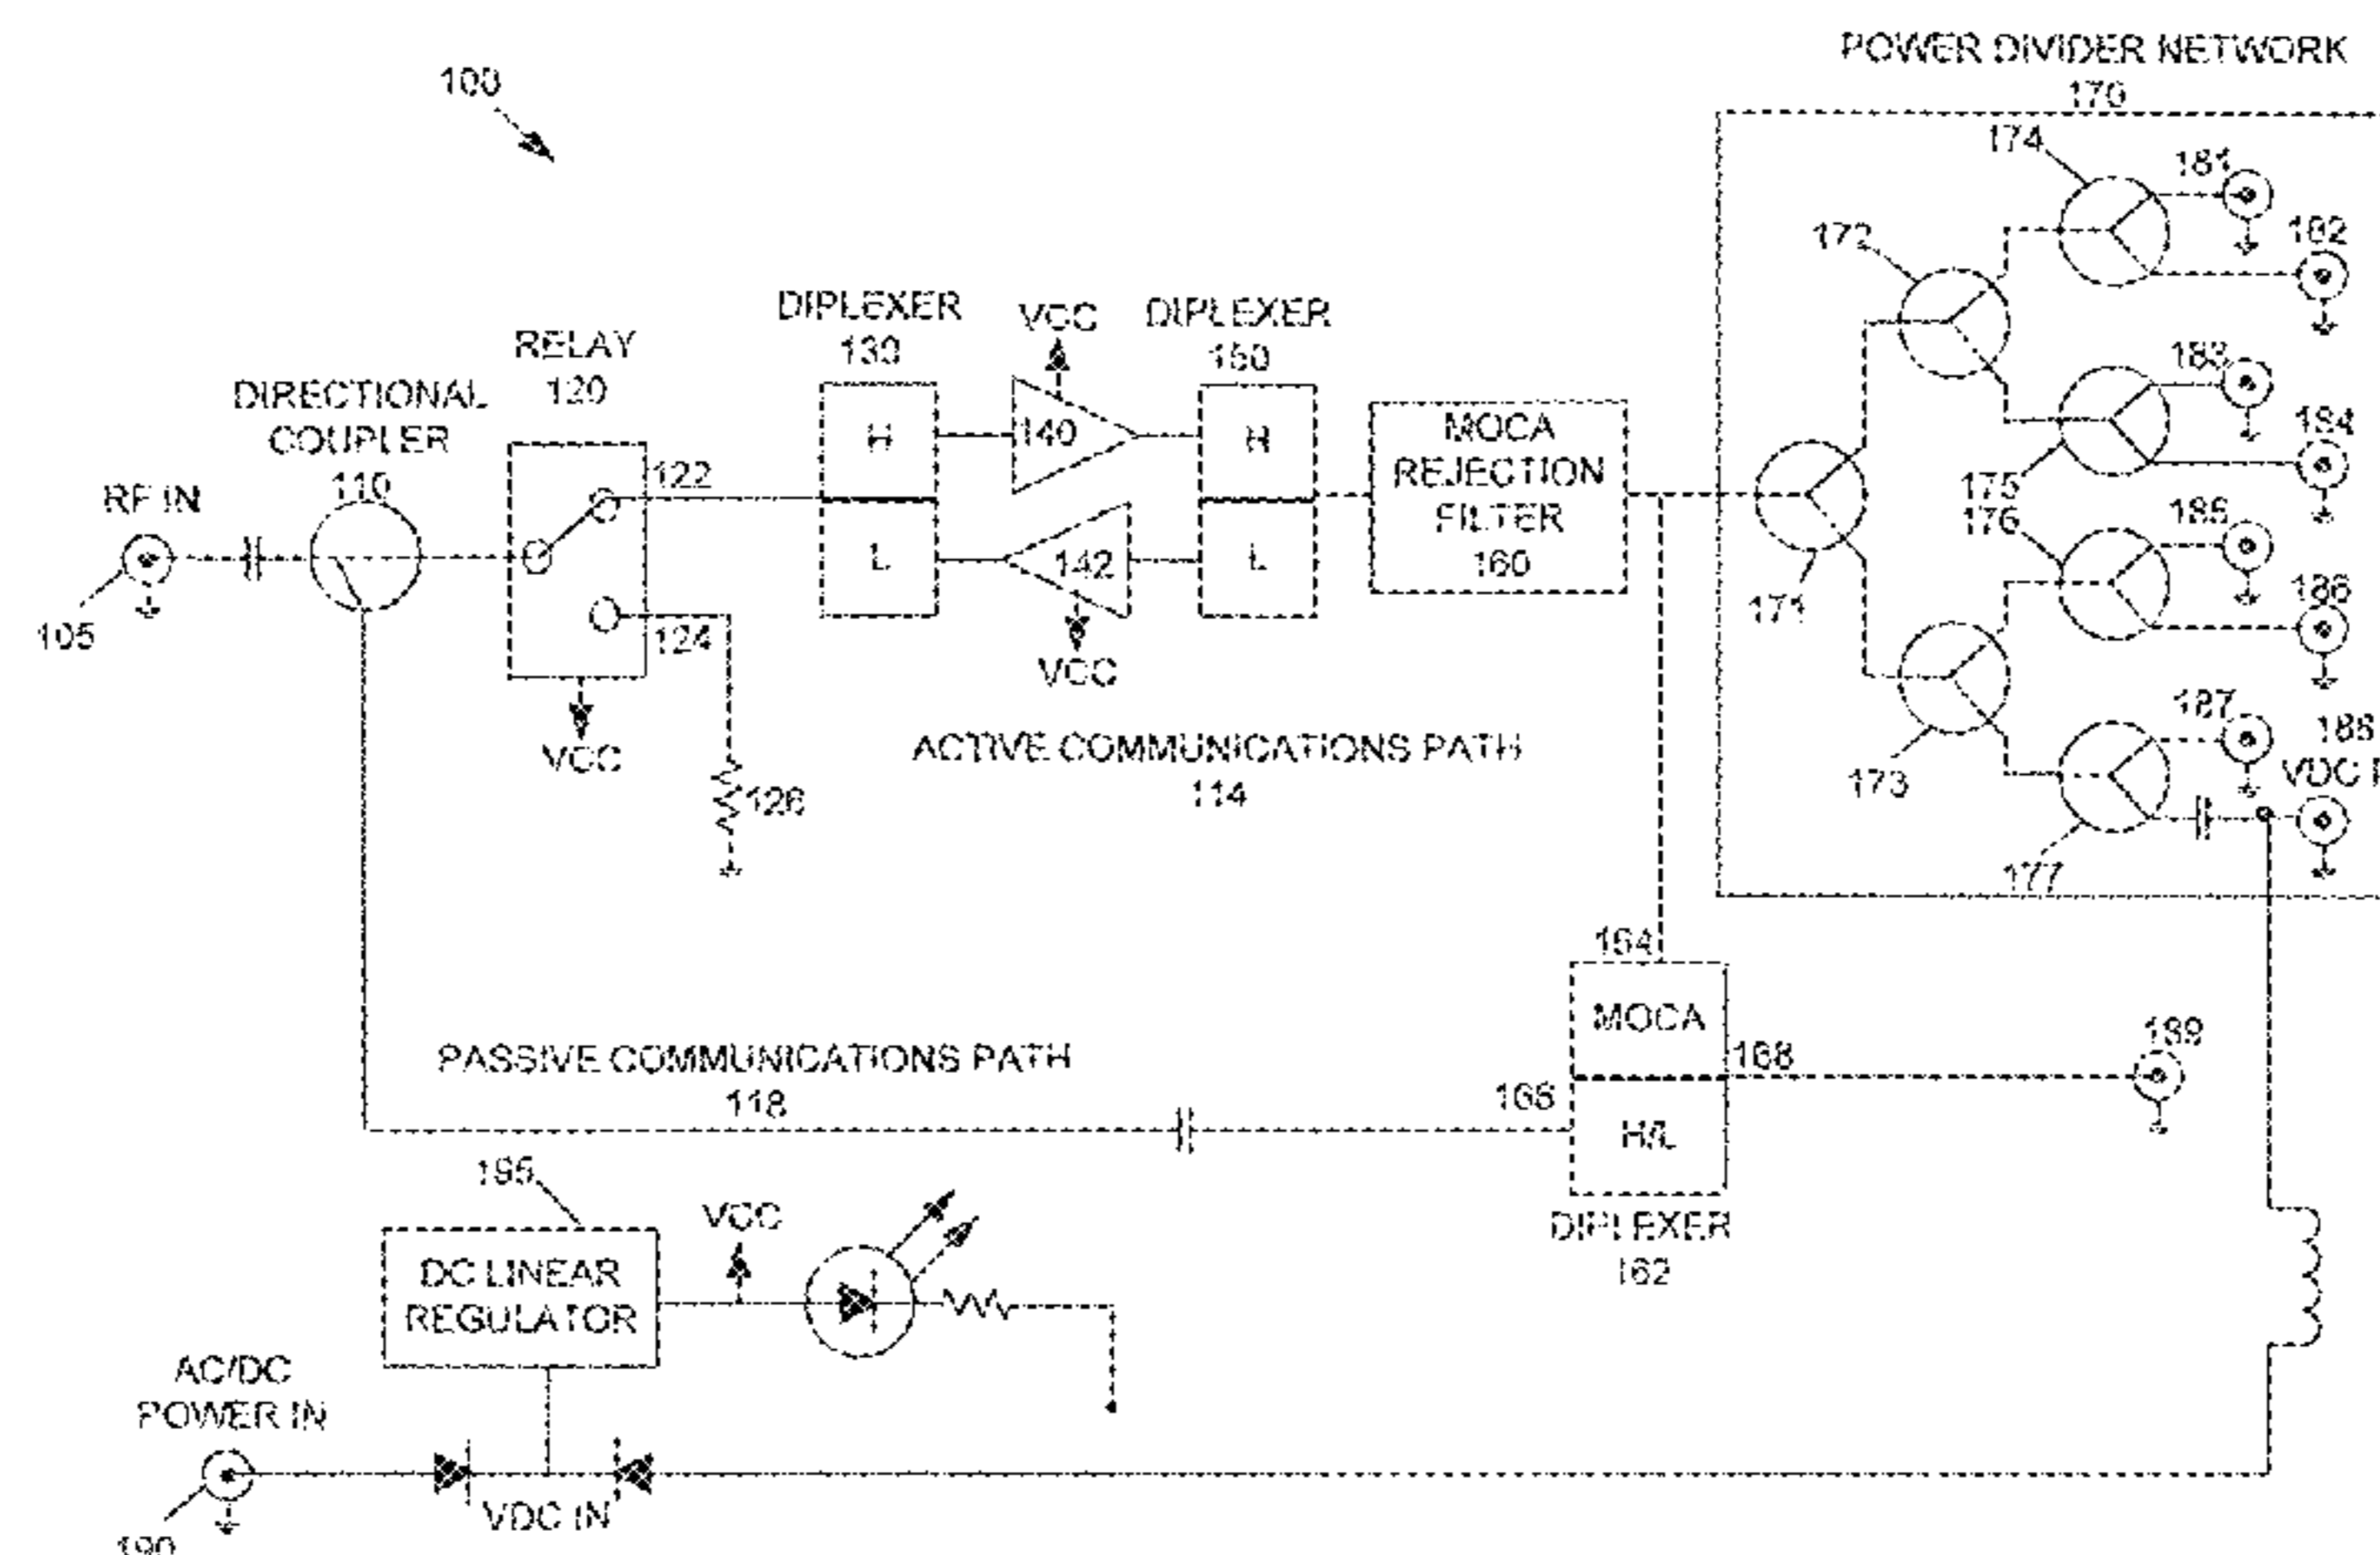 POWER DIVIDER NETWORK
170
100
174
181
182
172
DIPLEXER
130
VCC
DIPLEXER
150
RELAY
120
183
DIRECTIONAL
COUPLER
110
H
140
H
MOCA
REJECTION
FILTER
160
184
122
175
176
RF IN
185
L
142
L
105
124
171
186
VCC
VCC
187
188
ACTIVE COMMUNICATIONS PATH
114
126
173
VDC
177
164
MOCA
PASSIVE COMMUNICATIONS PATH
118
166
168
189
H/L
195
VCC
DIPLEXER
162
DC LINEAR
REGULATOR
AC/DC
POWER IN
VDC IN
190